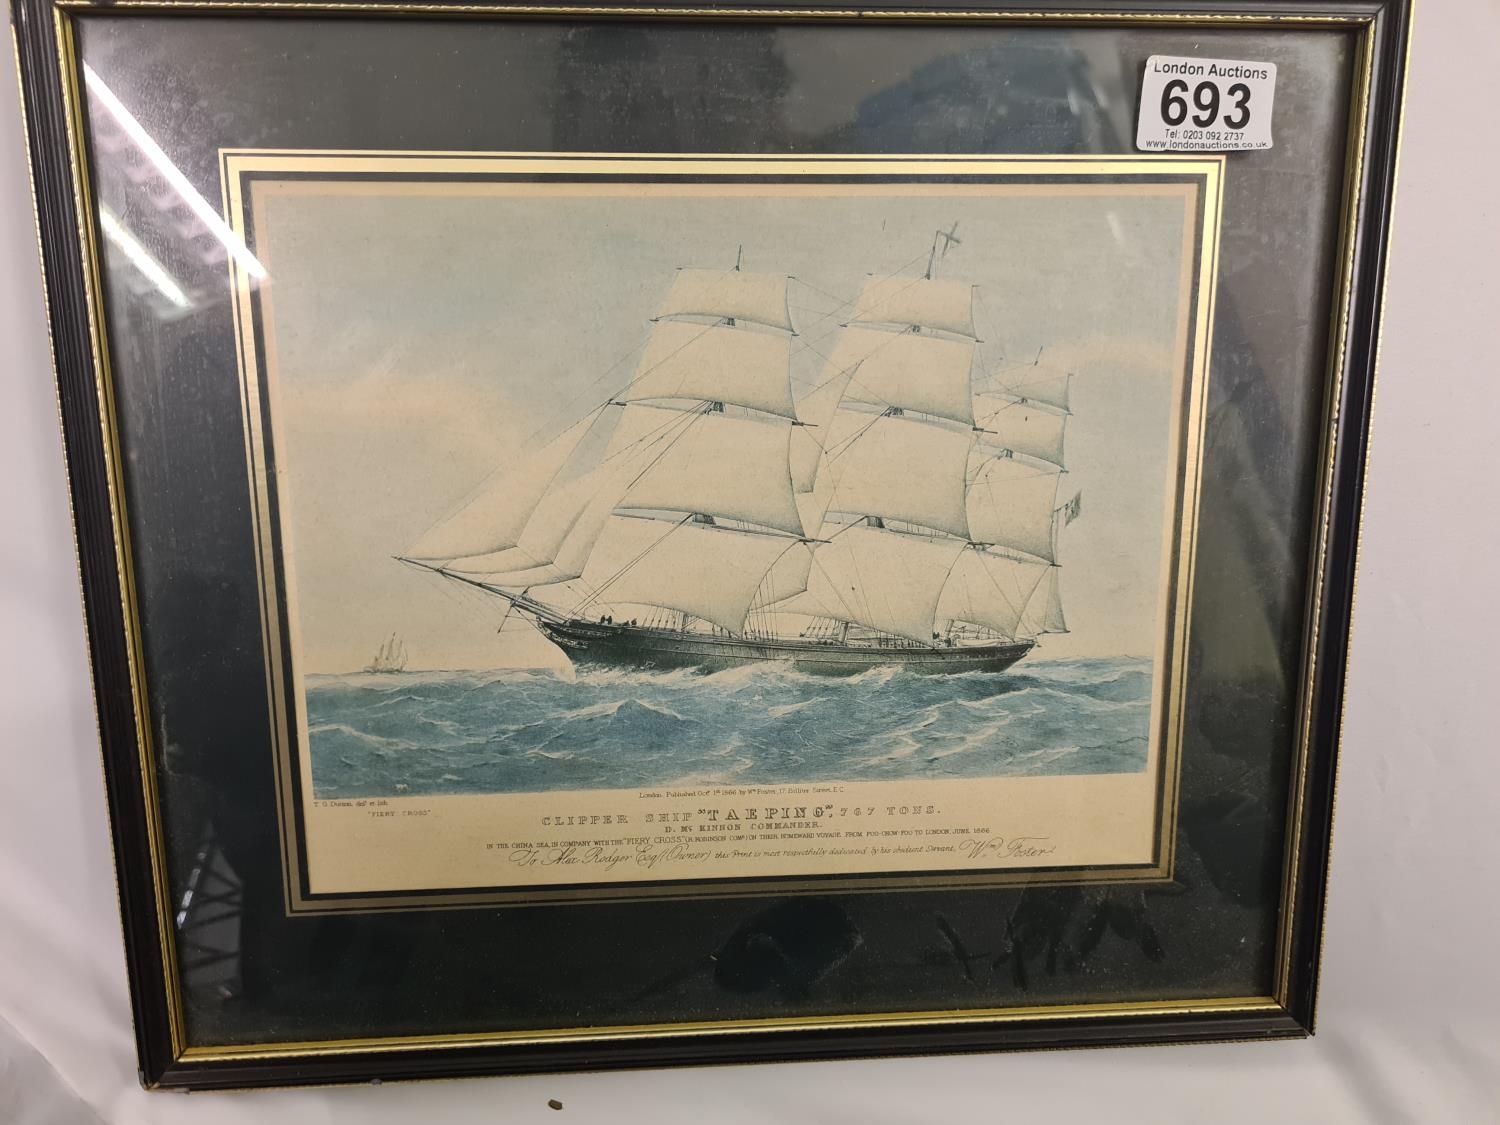 London Auctions
693
Tel: 0203 092 2737
www.londonauctions.co.uk
London. Published Octr 1st 1866 by Wm Foster, 17, Billiter Street, E.C.
T. G. Dutton, delt et lith.
"FIERY CROSS"
CLIPPER SHIP "TAEPING", 767 TONS.
D. Mc KINNON COMMANDER.
IN THE CHINA SEA, IN COMPANY WITH THE "FIERY CROSS" (R. ROBINSON COMR) ON THEIR HOMEWARD VOYAGE FROM FOO-CHOW-FOO TO LONDON, JUNE, 1866.
To Alex. Rodger Esqr. (Owner) this Print is most respectfully dedicated by his obedient Servant, Wm Foster.